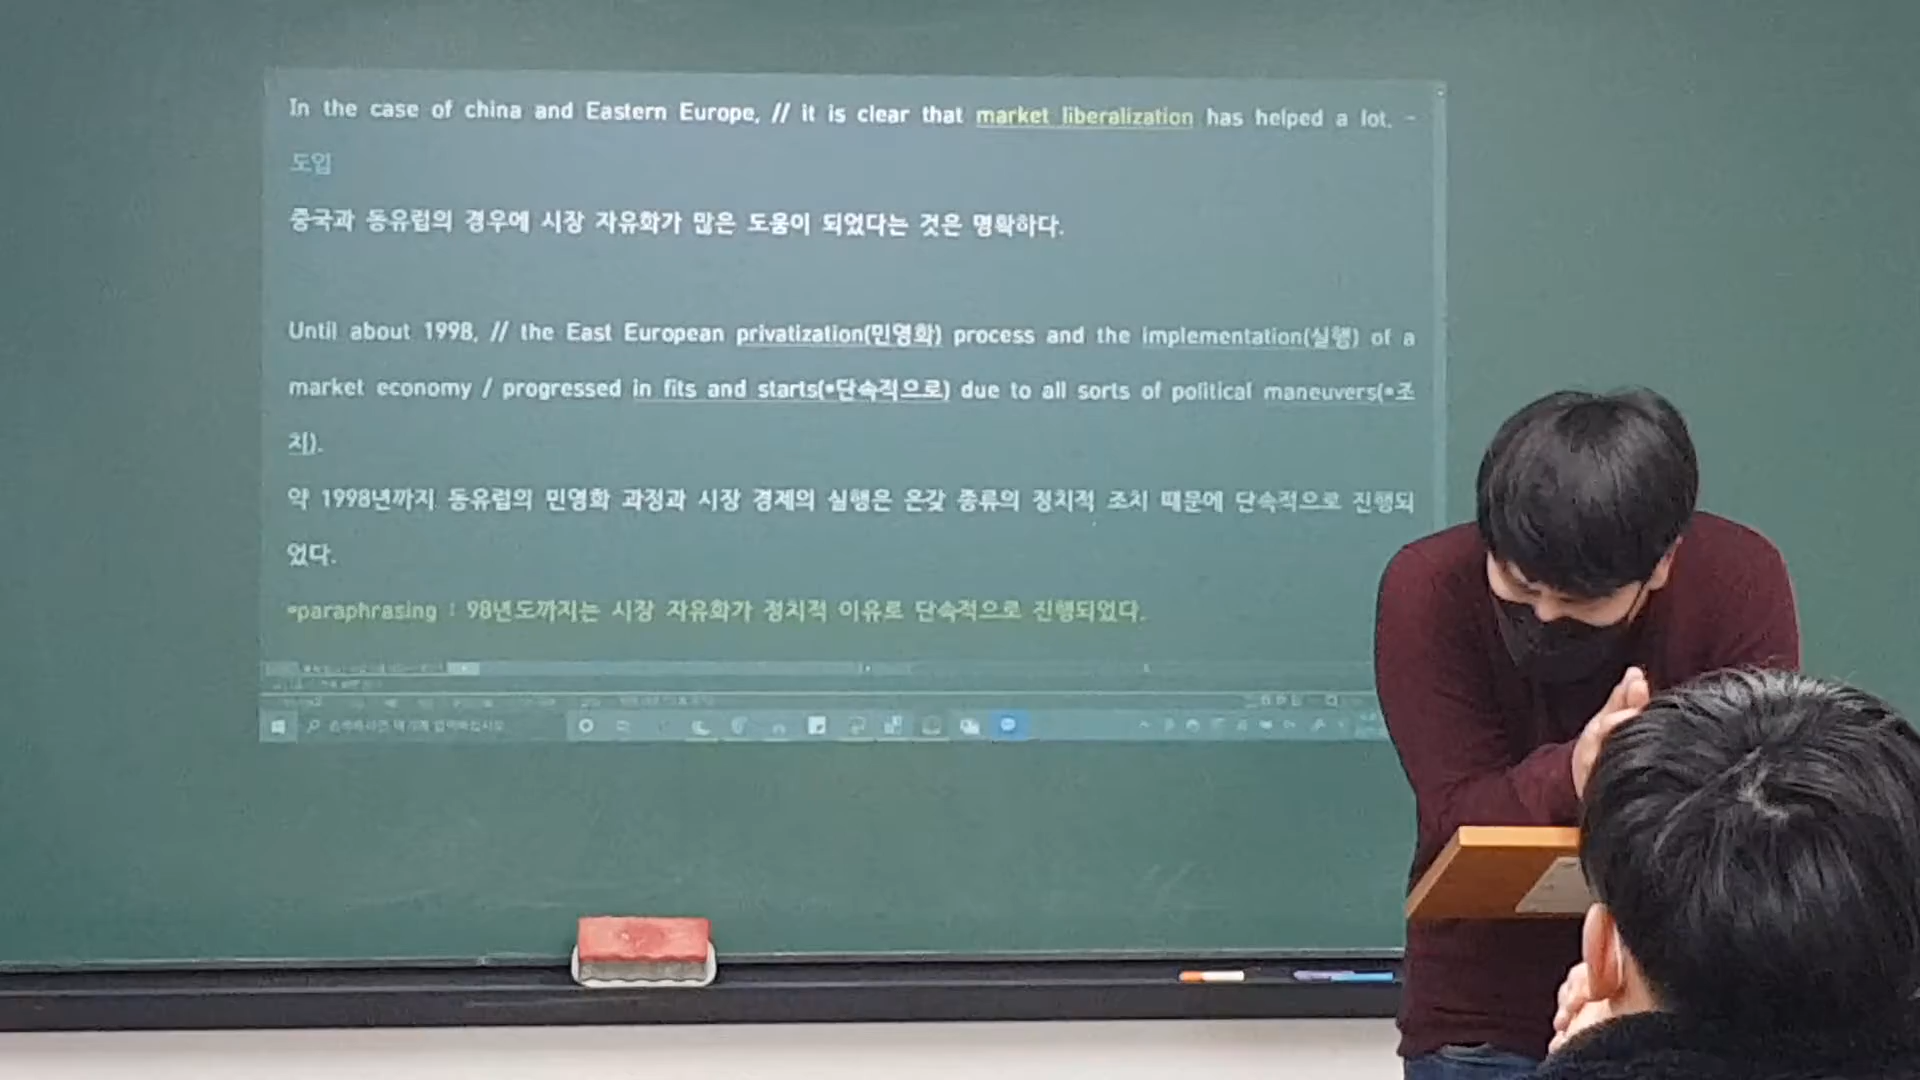 In the case of china and Eastern Europe, // it is clear that market liberalization has helped a lot. -
도입
중국과 동유럽의 경우에 시장 자유화가 많은 도움이 되었다는 것은 명확하다.
Until about 1998, // the East European privatization(민영화) process and the implementation(실행) of a
market economy / progressed in fits and starts(*단속적으로) due to all sorts of political maneuvers(*조
치).
약 1998년까지 동유럽의 민영화 과정과 시장 경제의 실행은 온갖 종류의 정치적 조치 때문에 단속적으로 진행되
었다.
*paraphrasing : 98년도까지는 시장 자유화가 정치적 이유로 단속적으로 진행되었다.